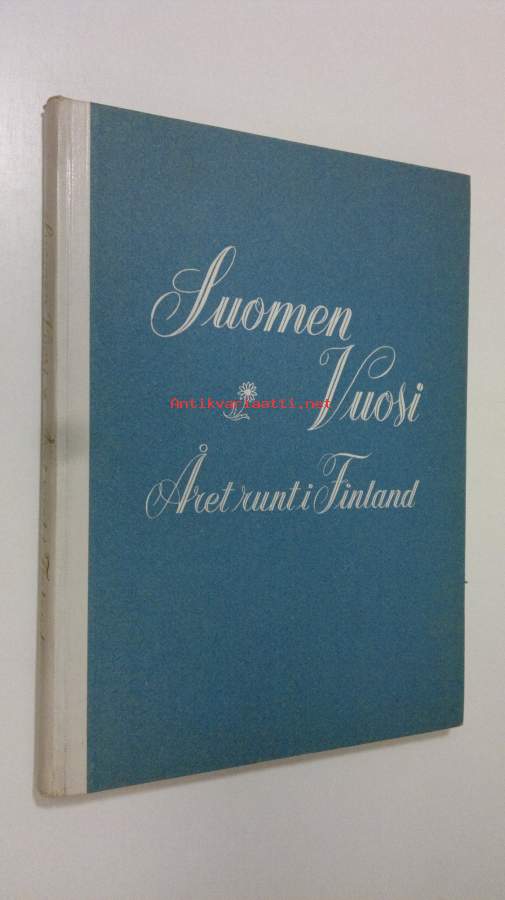 Suomen
Vuosi
Antikvariaatti.net
Året runt i Finland